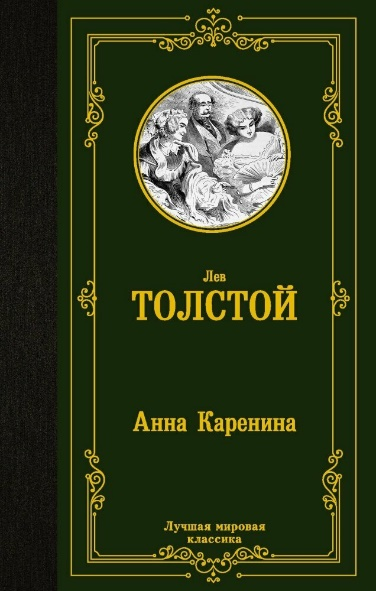 Лев
ТОЛСТОЙ
Анна Каренина
Лучшая мировая
классика